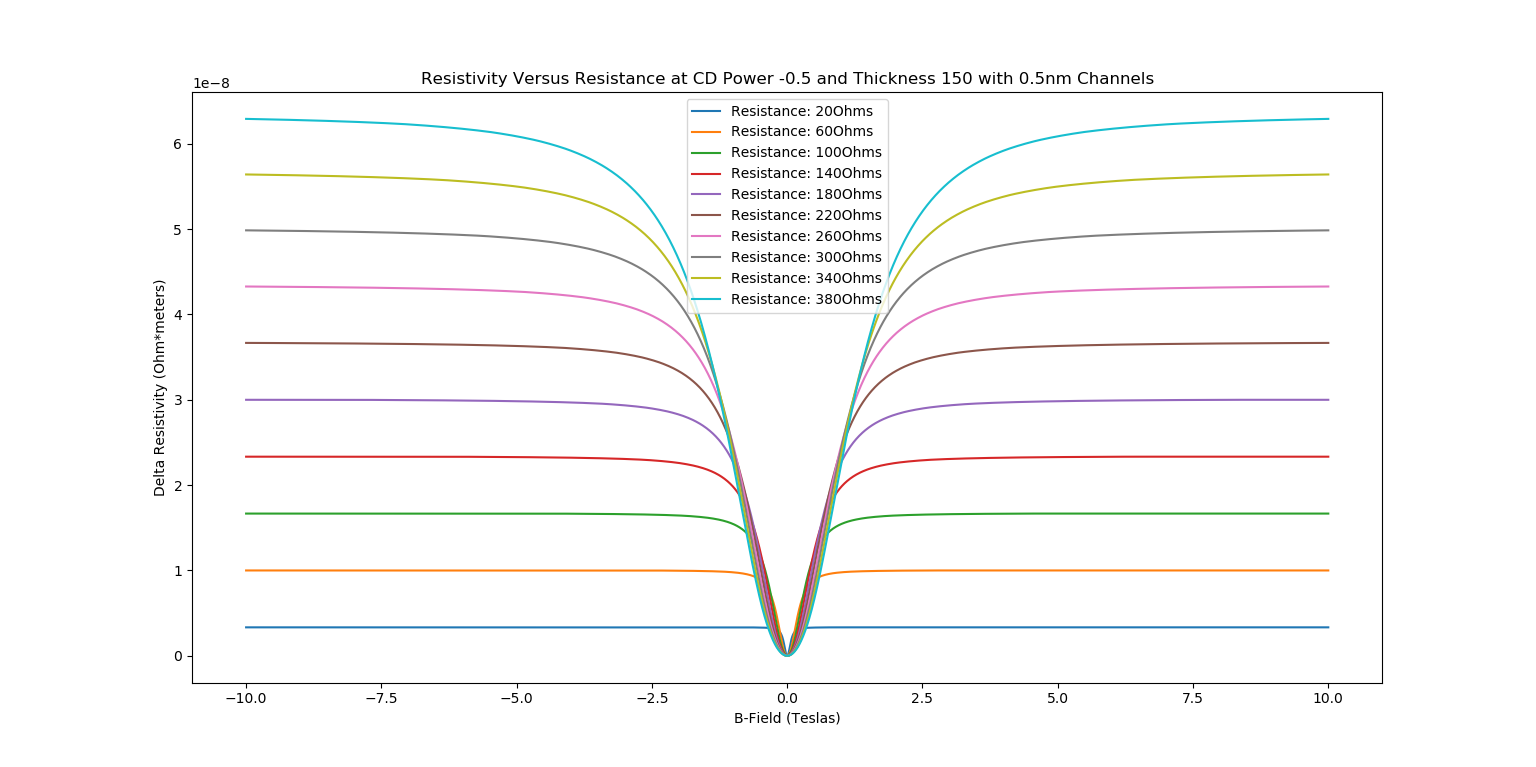 Resistivity Versus Resistance at CD Power -0.5 and Thickness 150 with 0.5nm Channels
1e−8
Resistance: 20Ohms
Resistance: 60Ohms
Resistance: 100Ohms
Resistance: 140Ohms
Resistance: 180Ohms
Resistance: 220Ohms
Resistance: 260Ohms
Resistance: 300Ohms
Resistance: 340Ohms
Resistance: 380Ohms
6
5
4
3
2
1
0
Delta Resistivity (Ohm*meters)
−10.0 −7.5 −5.0 −2.5 0.0 2.5 5.0 7.5 10.0
B-Field (Teslas)